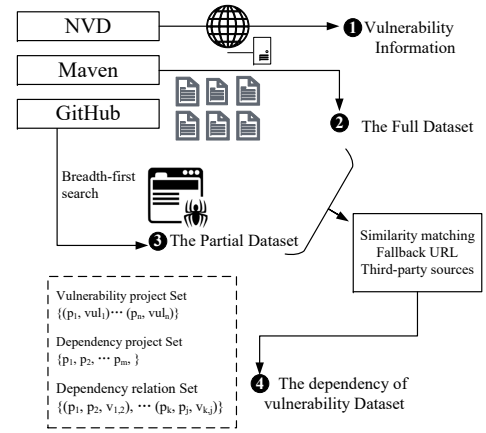 NVD
❶ Vulnerability
Information
Maven
GitHub
❷ The Full Dataset
Breadth-first
search
❸ The Partial Dataset
Similarity matching
Fallback URL
Third-party sources
Vulnerability project Set
{(p₁, vul₁)··· (pₙ, vulₙ)}
Dependency project Set
{p₁, p₂, ··· pₘ, }
Dependency relation Set
{(p₁, p₂, v₁,₂), ··· (pₖ, pⱼ, vₖ,ⱼ)}
❹ The dependency of
vulnerability Dataset